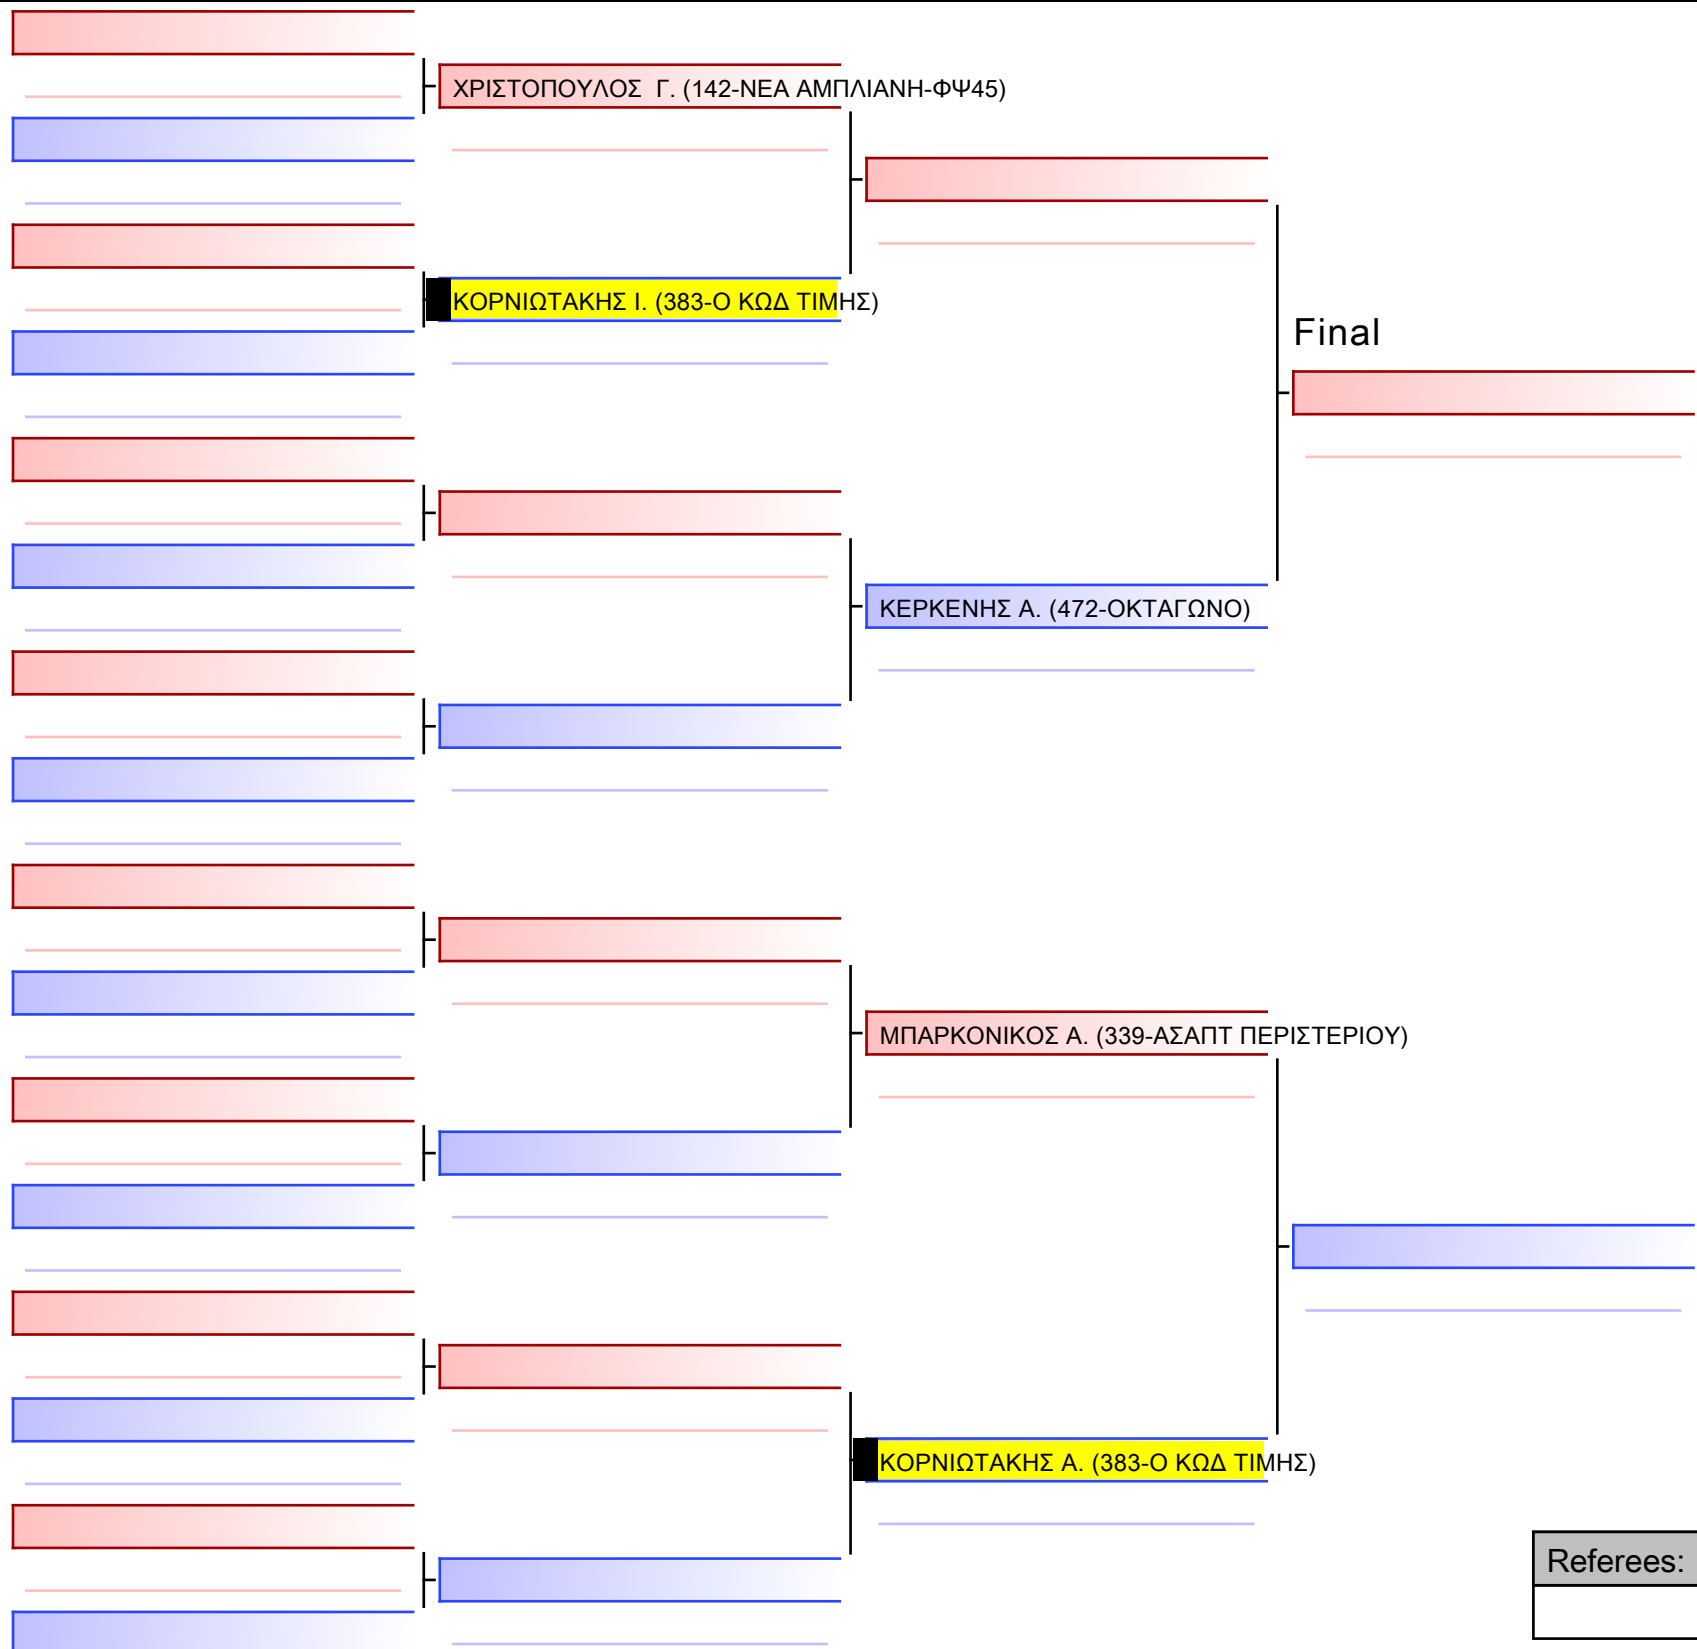 ΧΡΙΣΤΟΠΟΥΛΟΣ  Γ. (142-ΝΕΑ ΑΜΠΛΙΑΝΗ-ΦΨ45)
ΚΟΡΝΙΩΤΑΚΗΣ Ι. (383-Ο ΚΩΔ ΤΙΜΗΣ)
Final
ΚΕΡΚΕΝΗΣ Α. (472-ΟΚΤΑΓΩΝΟ)
ΜΠΑΡΚΟΝΙΚΟΣ Α. (339-ΑΣΑΠΤ ΠΕΡΙΣΤΕΡΙΟΥ)
ΚΟΡΝΙΩΤΑΚΗΣ Α. (383-Ο ΚΩΔ ΤΙΜΗΣ)
Referees: